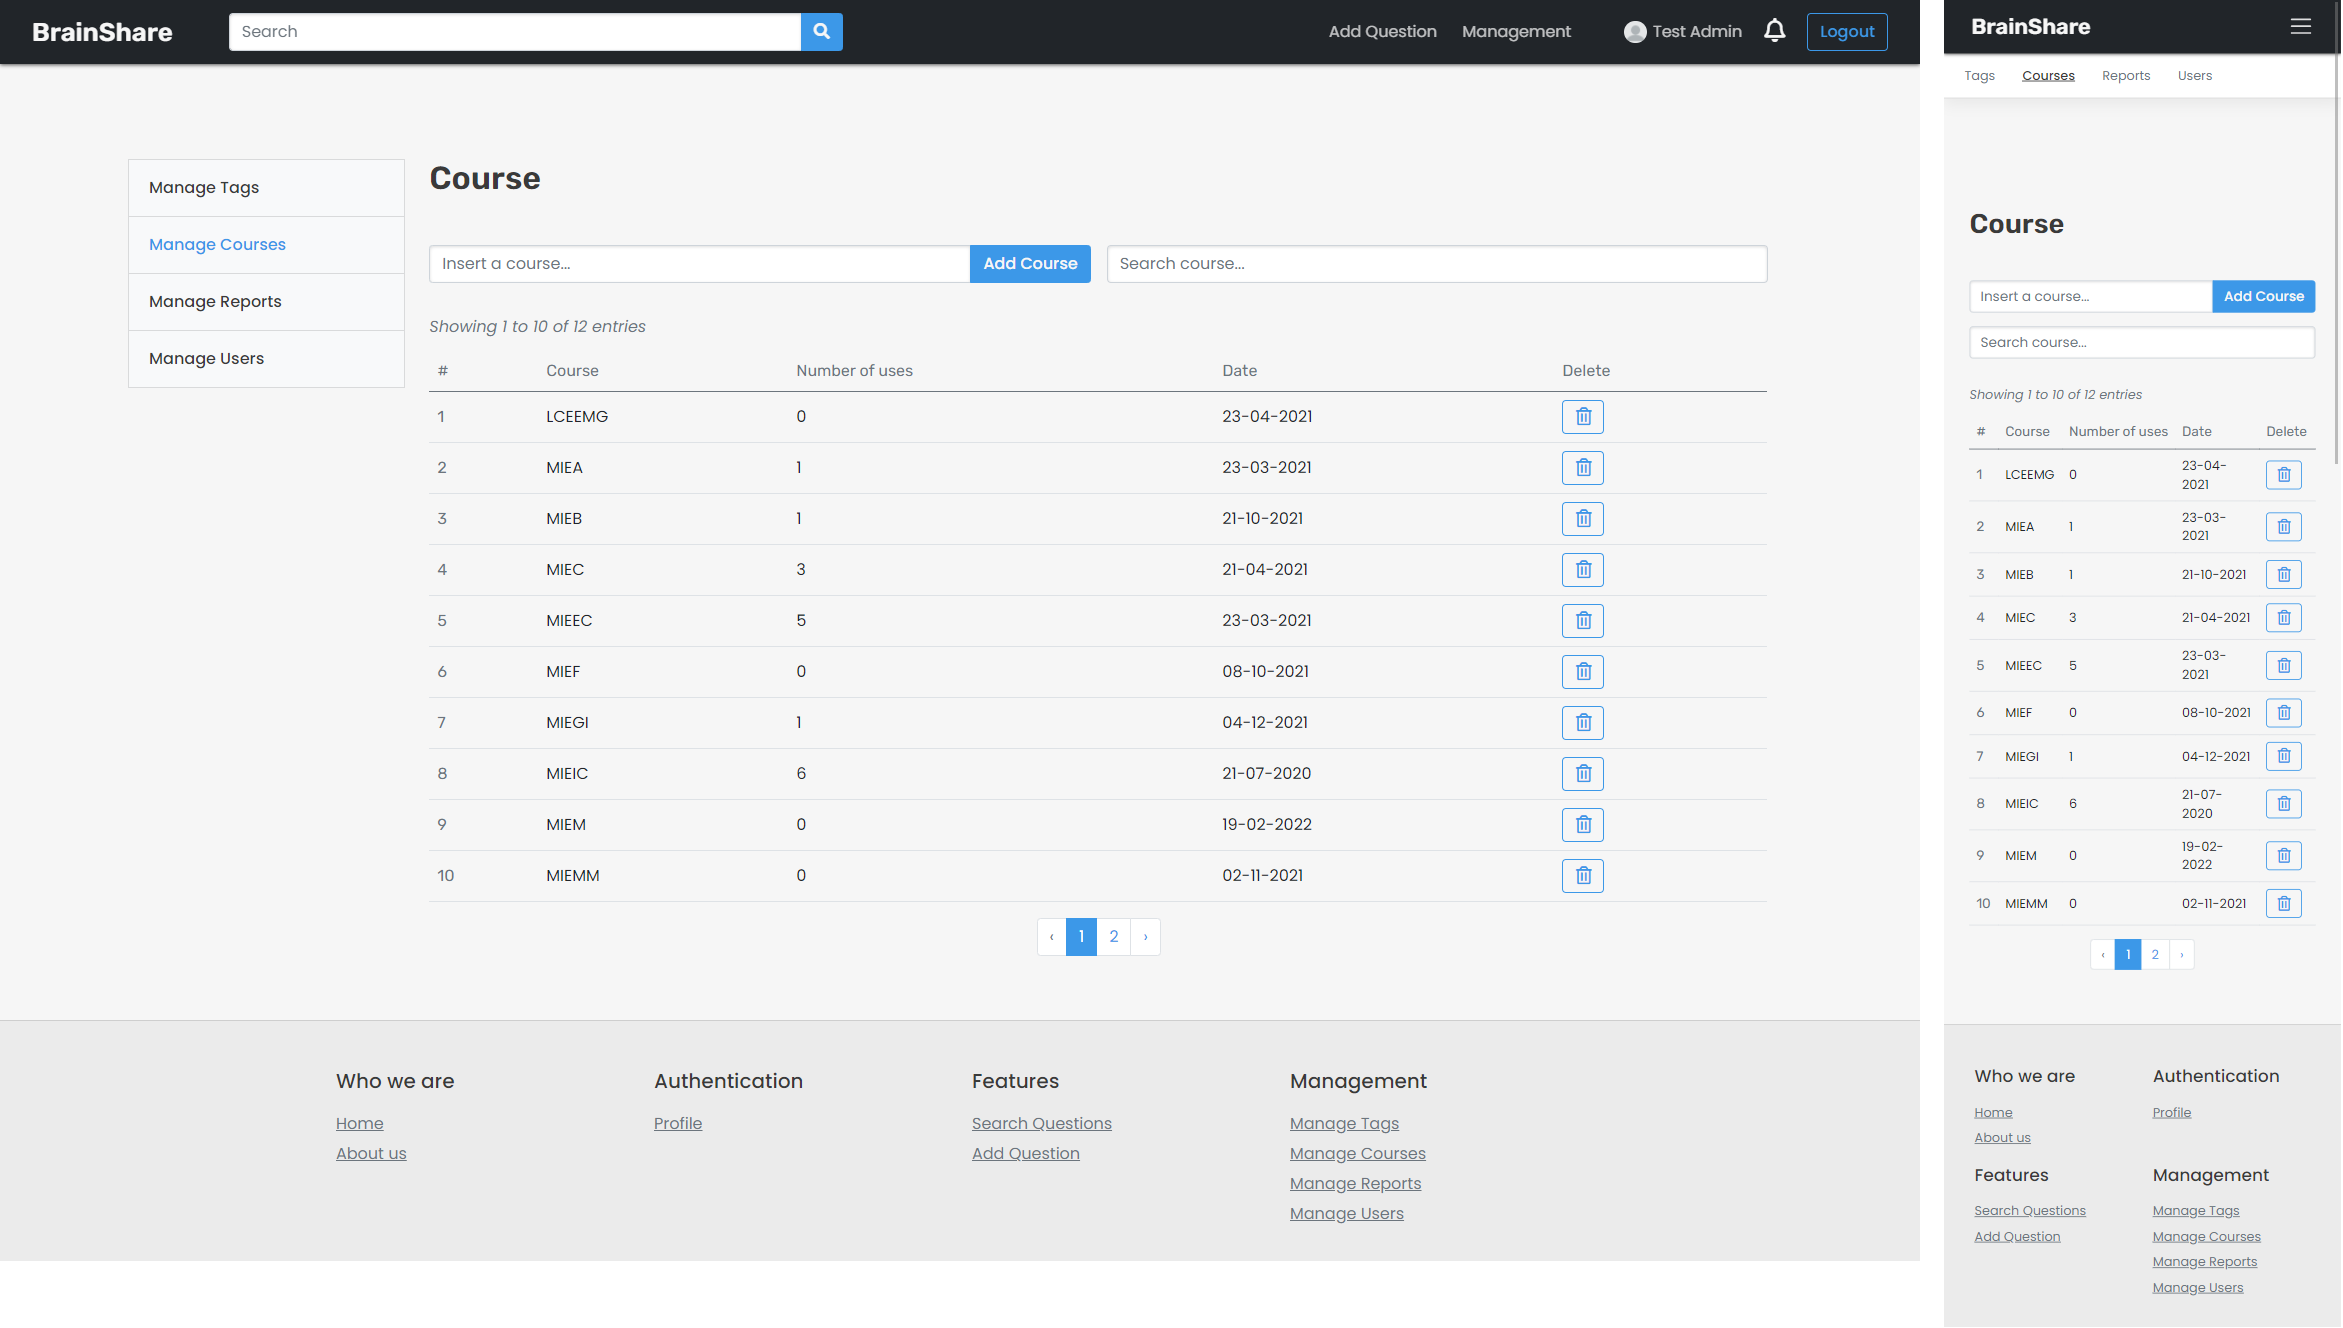 BrainShare Search Add Question Management Test Admin Logout
Manage Tags
Manage Courses
Manage Reports
Manage Users
Course
Insert a course... Add Course Search course...
Showing 1 to 10 of 12 entries
# Course Number of uses Date Delete
1 LCEEMG 0 23-04-2021
2 MIEA 1 23-03-2021
3 MIEB 1 21-10-2021
4 MIEC 3 21-04-2021
5 MIEEC 5 23-03-2021
6 MIEF 0 08-10-2021
7 MIEGI 1 04-12-2021
8 MIEIC 6 21-07-2020
9 MIEM 0 19-02-2022
10 MIEMM 0 02-11-2021
‹ 1 2 ›
Who we are
Home
About us
Authentication
Profile
Features
Search Questions
Add Question
Management
Manage Tags
Manage Courses
Manage Reports
Manage Users
BrainShare
Tags Courses Reports Users
Course
Insert a course... Add Course
Search course...
Showing 1 to 10 of 12 entries
# Course Number of uses Date Delete
1 LCEEMG 0 23-04-
2021
2 MIEA 1 23-03-
2021
3 MIEB 1 21-10-2021
4 MIEC 3 21-04-2021
5 MIEEC 5 23-03-
2021
6 MIEF 0 08-10-2021
7 MIEGI 1 04-12-2021
8 MIEIC 6 21-07-
2020
9 MIEM 0 19-02-
2022
10 MIEMM 0 02-11-2021
‹ 1 2 ›
Who we are
Home
About us
Authentication
Profile
Features
Search Questions
Add Question
Management
Manage Tags
Manage Courses
Manage Reports
Manage Users